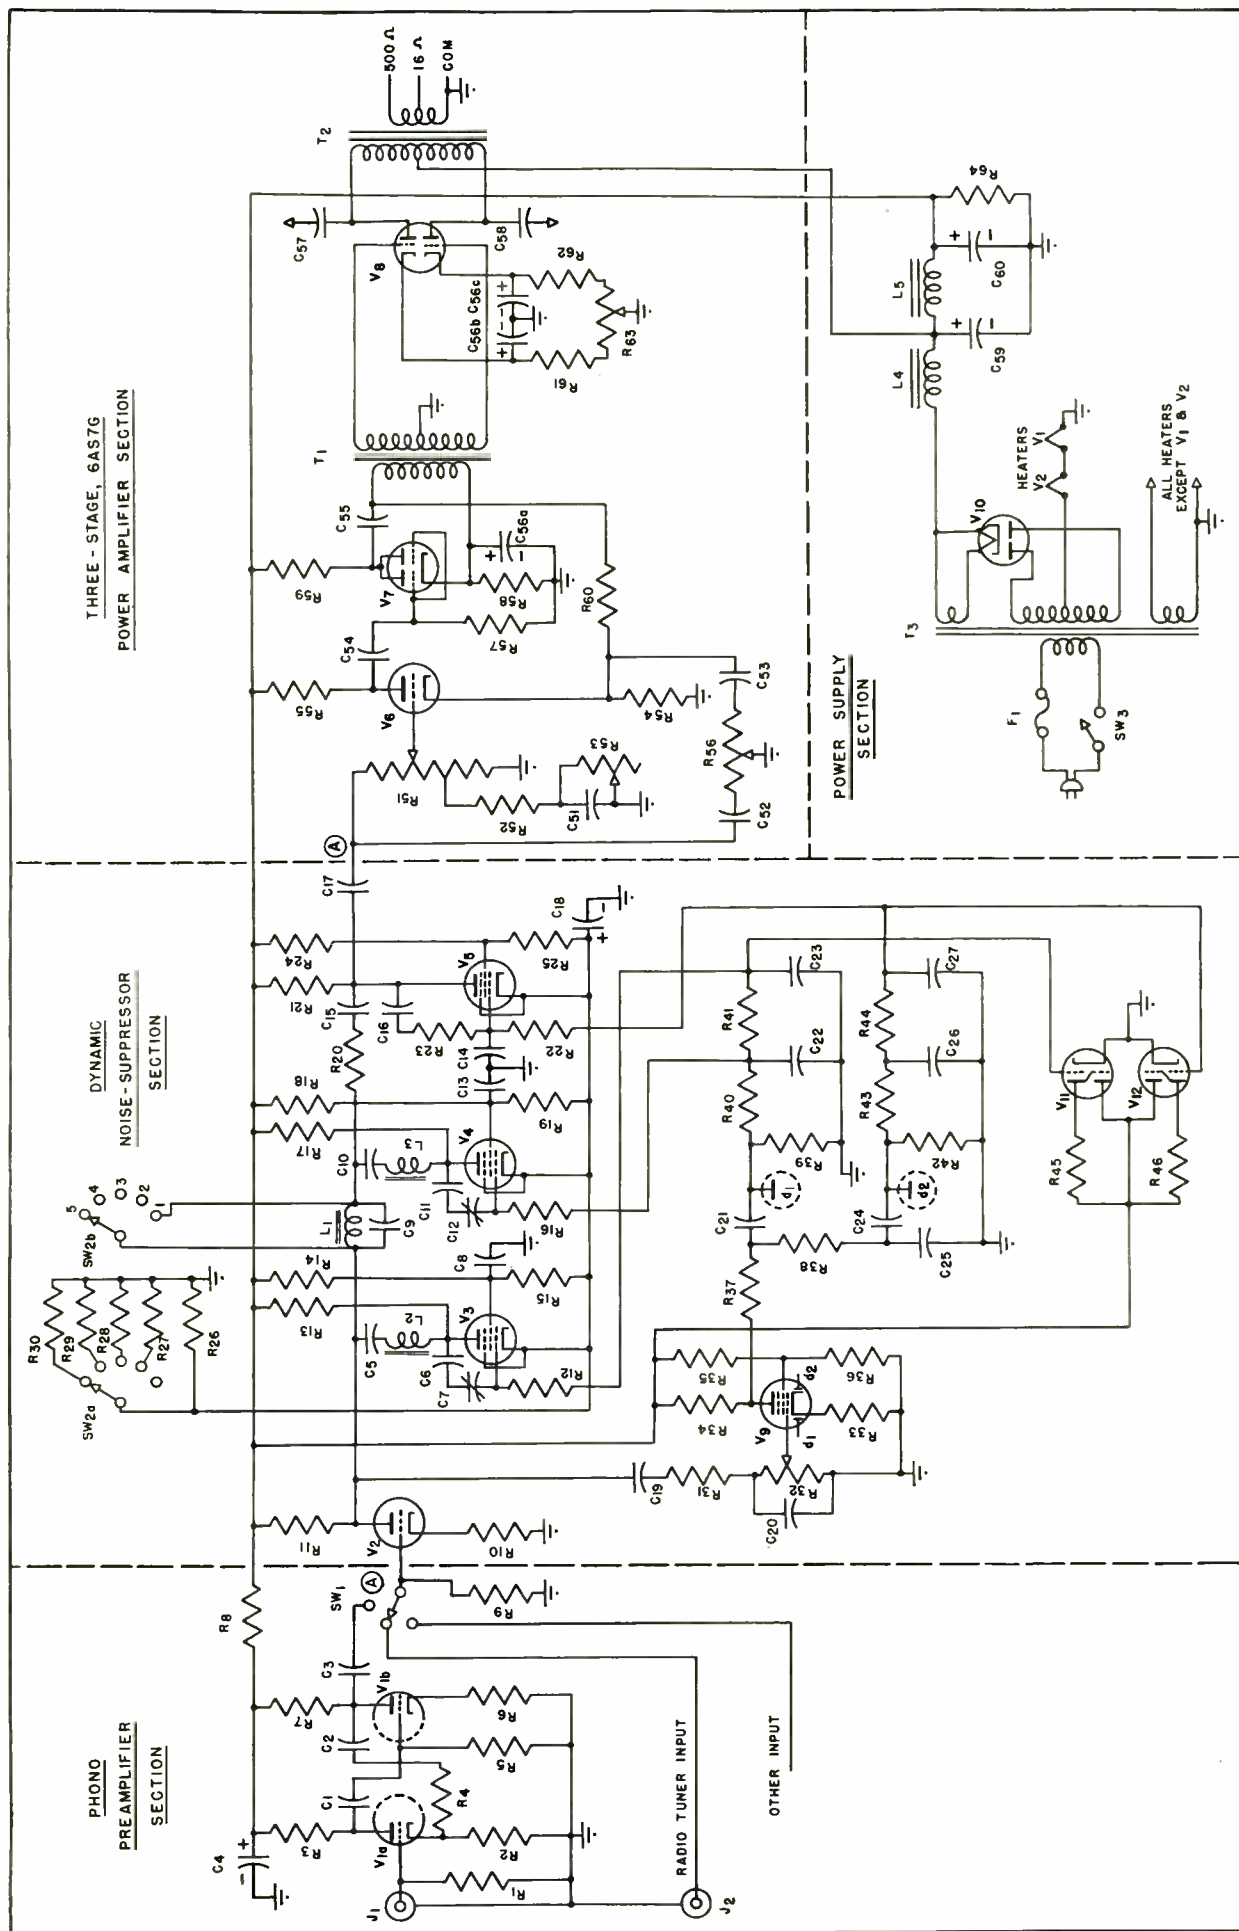 THREE-STAGE, 6AS7G
POWER AMPLIFIER SECTION
500Ω
16 Ω
COM
T2
C57
V8
C58
R62
C56b
C56c
R61
R63
T1
C55
R59
V7
C56a
R58
R57
R60
C54
R55
V6
R54
C53
R56
C52
R51
R53
R52
C51
A
R64
L5
C60
L4
C59
HEATERS
V2
V1
ALL HEATERS
EXCEPT V1 & V2
V10
T3
F1
SW3
POWER SUPPLY
SECTION
DYNAMIC
NOISE-SUPPRESSOR
SECTION
C17
R24
R21
C15
C16
V5
R25
C18
R20
R23
C14
R22
R18
R17
C13
R19
C10
L3
V4
C11
C12
R16
L1
C9
R14
R13
C8
R15
C5
L2
V3
C6
C7
R12
SW2b
5
4
3
2
1
R30
R29
R28
R27
R26
SW2a
R41
C23
R40
C22
R39
d1
C21
R44
C27
R43
C26
R42
d2
C24
R38
C25
R37
V11
V12
R45
R46
R35
R34
R36
V9
d2
d1
R33
C19
R31
R32
C20
R11
V2
R10
PHONO
PREAMPLIFIER
SECTION
R8
SW1
A
R9
C3
R7
V1b
C2
R6
R5
C1
R4
R3
V1a
R2
R1
C4
J1
J2
RADIO TUNER INPUT
OTHER INPUT